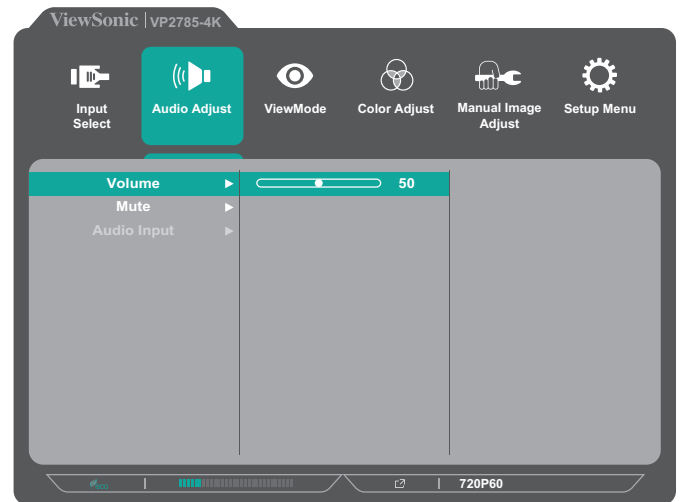 ViewSonic | VP2785-4K
Input
Select
Audio Adjust
ViewMode
Color Adjust
Manual Image
Adjust
Setup Menu
Volume
50
Mute
Audio Input
eco
720P60